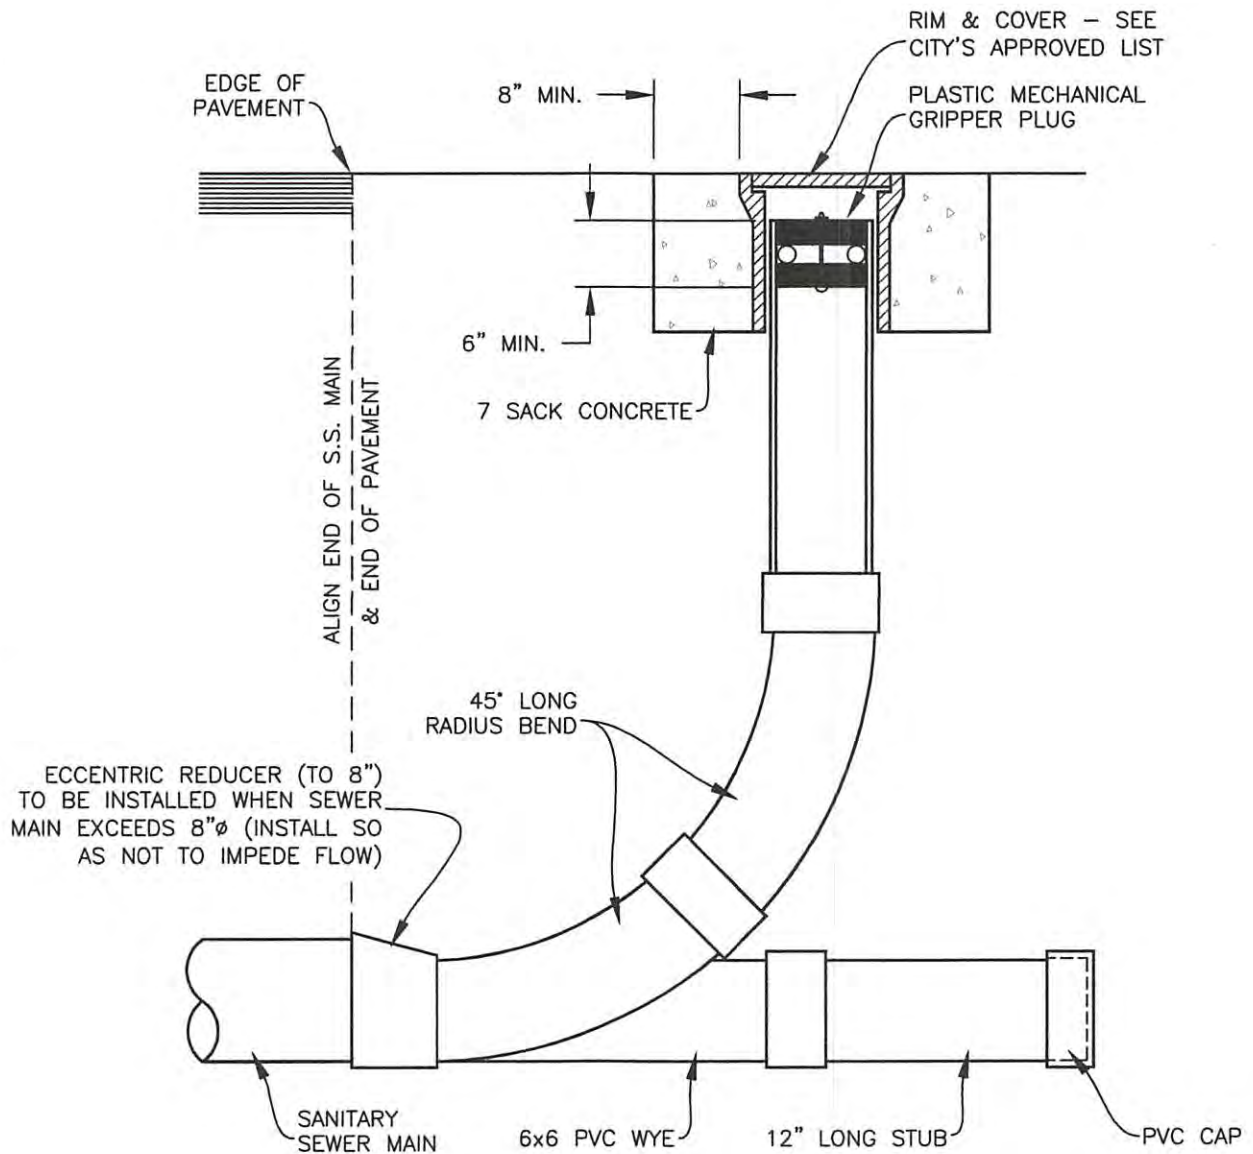 RIM & COVER – SEE
CITY'S APPROVED LIST
EDGE OF
PAVEMENT
8" MIN.
PLASTIC MECHANICAL
GRIPPER PLUG
6" MIN.
7 SACK CONCRETE
ALIGN END OF S.S. MAIN
& END OF PAVEMENT
45° LONG
RADIUS BEND
ECCENTRIC REDUCER (TO 8")
TO BE INSTALLED WHEN SEWER
MAIN EXCEEDS 8"ø (INSTALL SO
AS NOT TO IMPEDE FLOW)
SANITARY
SEWER MAIN
6x6 PVC WYE
12" LONG STUB
PVC CAP